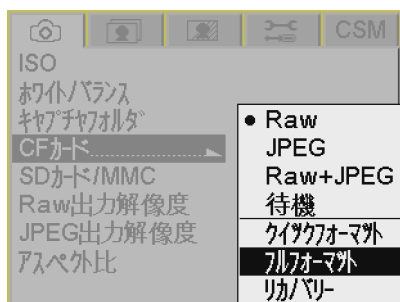 CSM
ISO
ホワイトバランス
キャプチャフォルダ
CFカード
SDカード/MMC
Raw出力解像度
JPEG出力解像度
アスペクト比
Raw
JPEG
Raw+JPEG
待機
クイックフォーマット
フルフォーマット
リカバリー